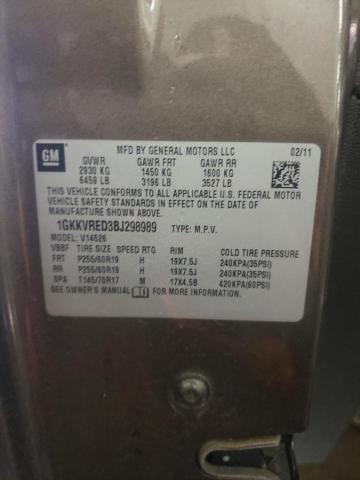 GM
MFD BY GENERAL MOTORS LLC 02/11
GVWR GAWR FRT GAWR RR
2930 KG 1450 KG 1600 KG
6459 LB 3196 LB 3527 LB
THIS VEHICLE CONFORMS TO ALL APPLICABLE U.S. FEDERAL MOTOR
VEHICLE SAFETY STANDARDS IN EFFECT ON THE DATE OF
MANUFACTURE SHOWN ABOVE.
1GKKVRED3BJ298989 TYPE: M.P.V.
MODEL: V14526
VBBF TIRE SIZE SPEED RTG RIM COLD TIRE PRESSURE
FRT P255/60R19 H 19X7.5J 240KPA(35PSI)
RR P255/60R19 H 19X7.5J 240KPA(35PSI)
SPA T145/70R17 M 17X4.5B 420KPA(60PSI)
SEE OWNER'S MANUAL FOR MORE INFORMATION.